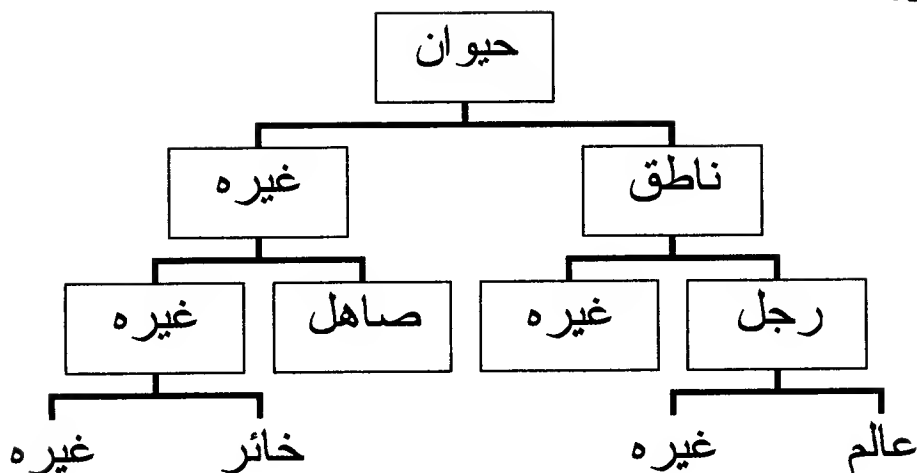 حيوان
ناطق غيره
رجل غيره صاهل غيره
عالم غيره خائر غيره